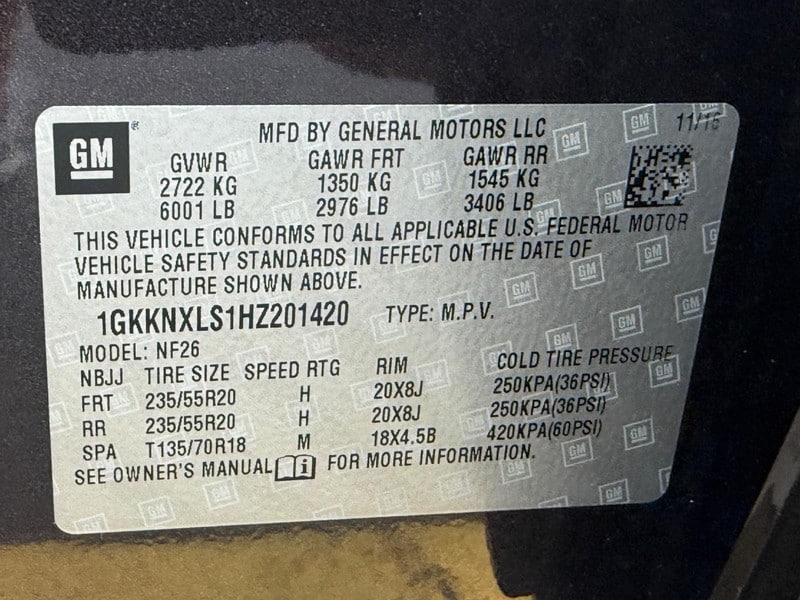 GM
MFD BY GENERAL MOTORS LLC 11/16
GVWR GAWR FRT GAWR RR
2722 KG 1350 KG 1545 KG
6001 LB 2976 LB 3406 LB
THIS VEHICLE CONFORMS TO ALL APPLICABLE U.S. FEDERAL MOTOR
VEHICLE SAFETY STANDARDS IN EFFECT ON THE DATE OF
MANUFACTURE SHOWN ABOVE.
1GKKNXLS1HZ201420 TYPE: M.P.V.
MODEL: NF26
NBJJ TIRE SIZE SPEED RTG RIM COLD TIRE PRESSURE
FRT 235/55R20 H 20X8J 250KPA(36PSI)
RR 235/55R20 H 20X8J 250KPA(36PSI)
SPA T135/70R18 M 18X4.5B 420KPA(60PSI)
SEE OWNER'S MANUAL FOR MORE INFORMATION.